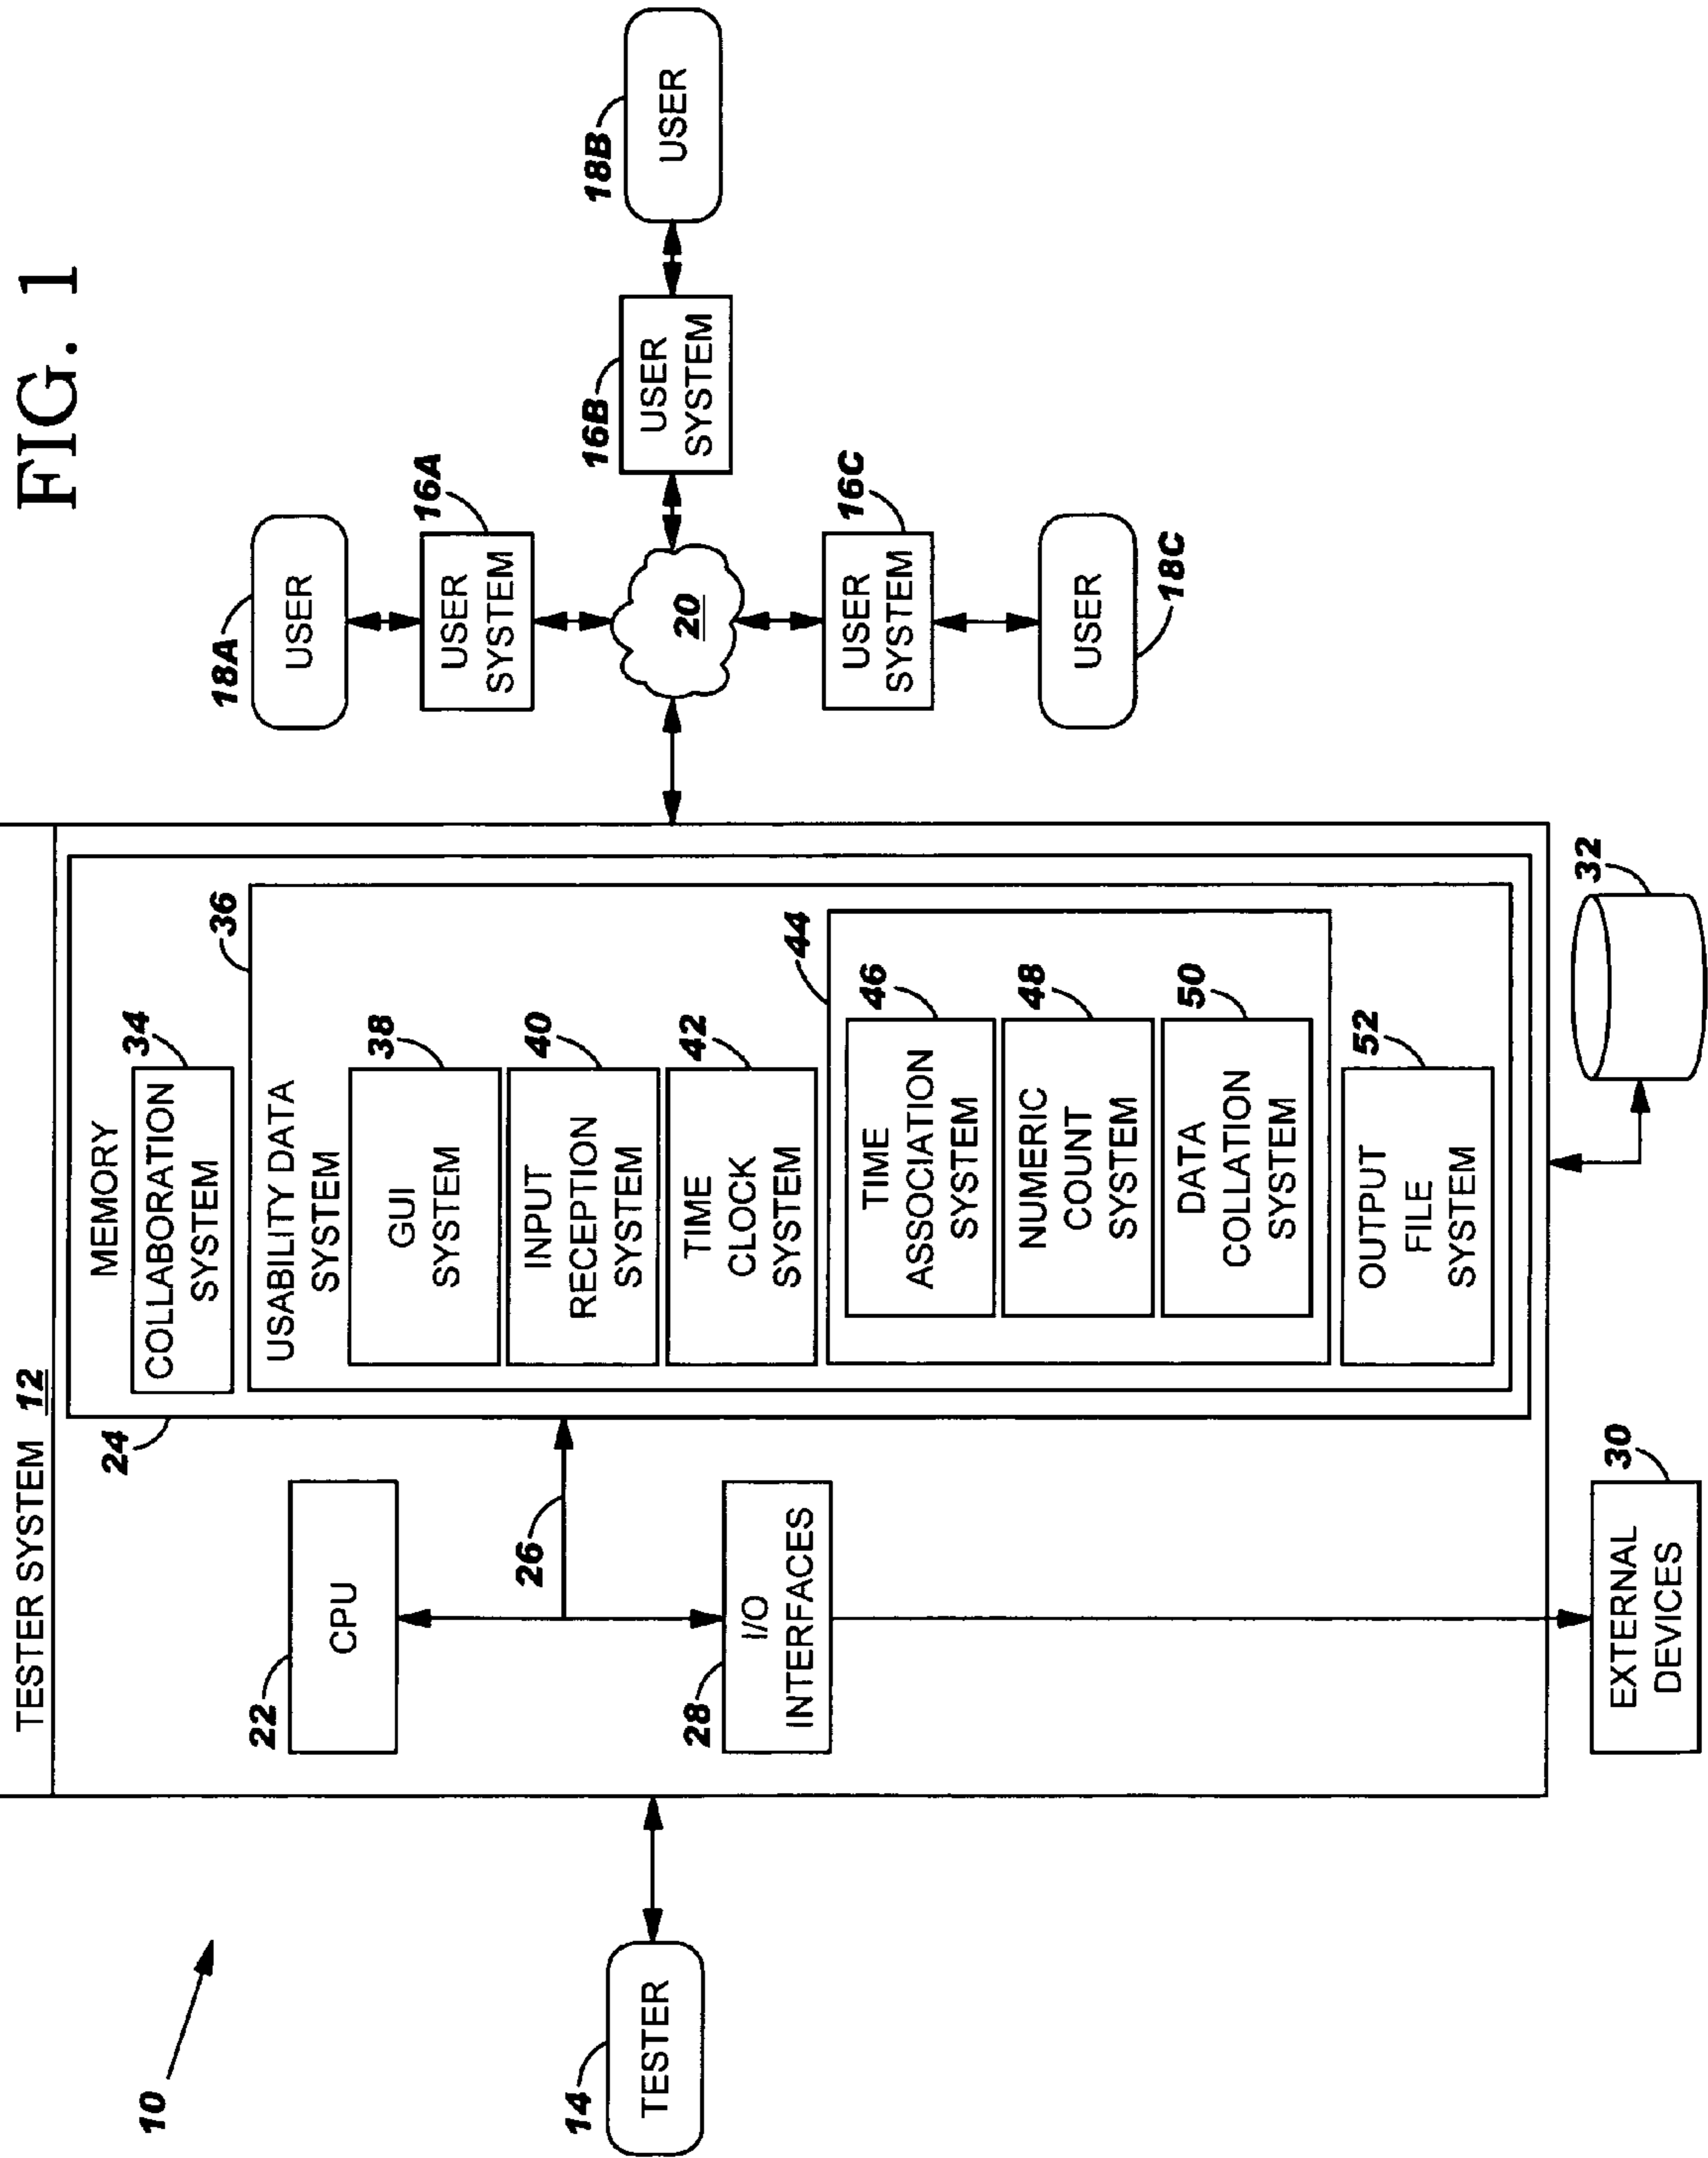 FIG. 1
10
TESTER SYSTEM 12
14
TESTER
22
CPU
26
28
I/O
INTERFACES
30
EXTERNAL
DEVICES
24
MEMORY
34
COLLABORATION
SYSTEM
36
USABILITY DATA
SYSTEM
38
GUI
SYSTEM
40
INPUT
RECEPTION
SYSTEM
42
TIME
CLOCK
SYSTEM
44
46
TIME
ASSOCIATION
SYSTEM
48
NUMERIC
COUNT
SYSTEM
50
DATA
COLLATION
SYSTEM
52
OUTPUT
FILE
SYSTEM
32
18A
USER
16A
USER
SYSTEM
20
16B
USER
SYSTEM
18B
USER
16C
USER
SYSTEM
USER
18C